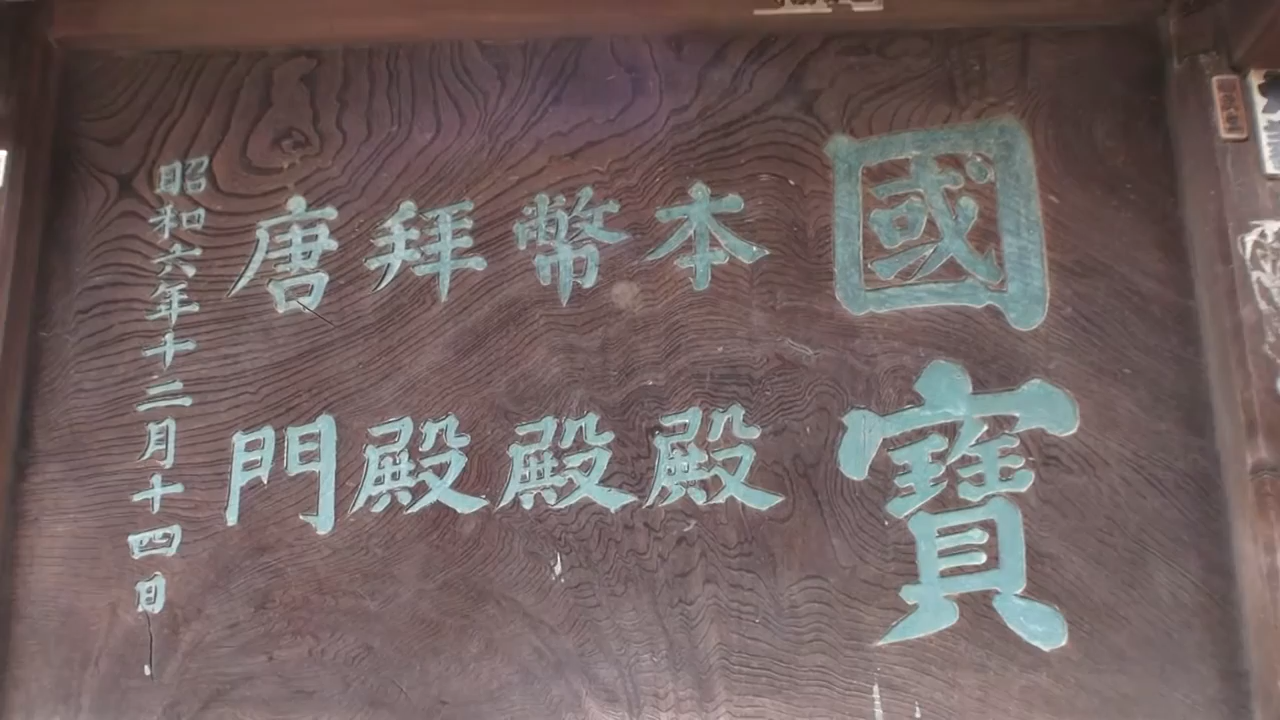 國寶
本殿
幣殿
拜殿
唐門
昭和六年十二月十四日